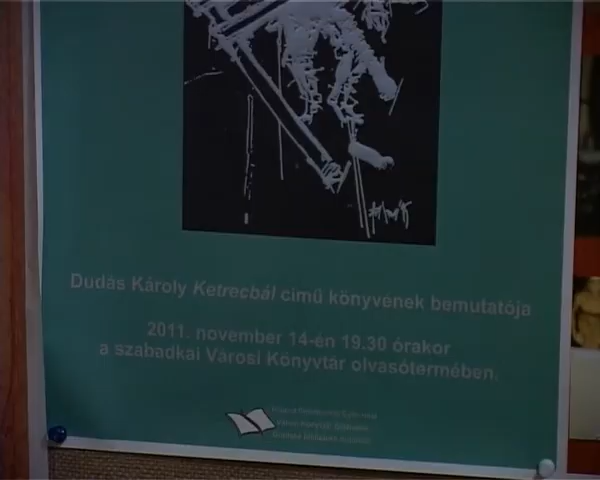 Dudás Károly Ketrecbál című könyvének bemutatója
2011. november 14-én 19.30 órakor
a szabadkai Városi Könyvtár olvasótermében.